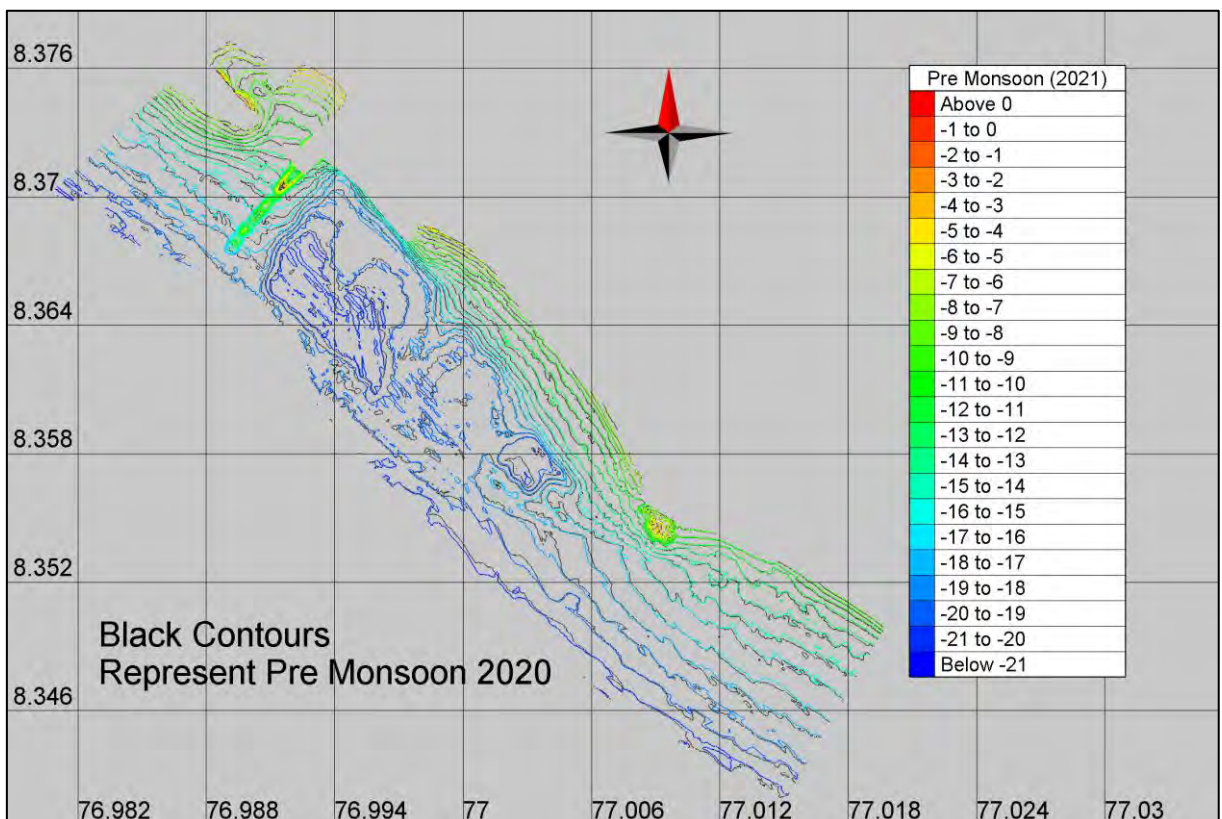 8.376
8.37
8.364
8.358
8.352
8.346
Pre Monsoon (2021)
Above 0
-1 to 0
-2 to -1
-3 to -2
-4 to -3
-5 to -4
-6 to -5
-7 to -6
-8 to -7
-9 to -8
-10 to -9
-11 to -10
-12 to -11
-13 to -12
-14 to -13
-15 to -14
-16 to -15
-17 to -16
-18 to -17
-19 to -18
-20 to -19
-21 to -20
Below -21
Black Contours
Represent Pre Monsoon 2020
76.982 76.988 76.994 77 77.006 77.012 77.018 77.024 77.03